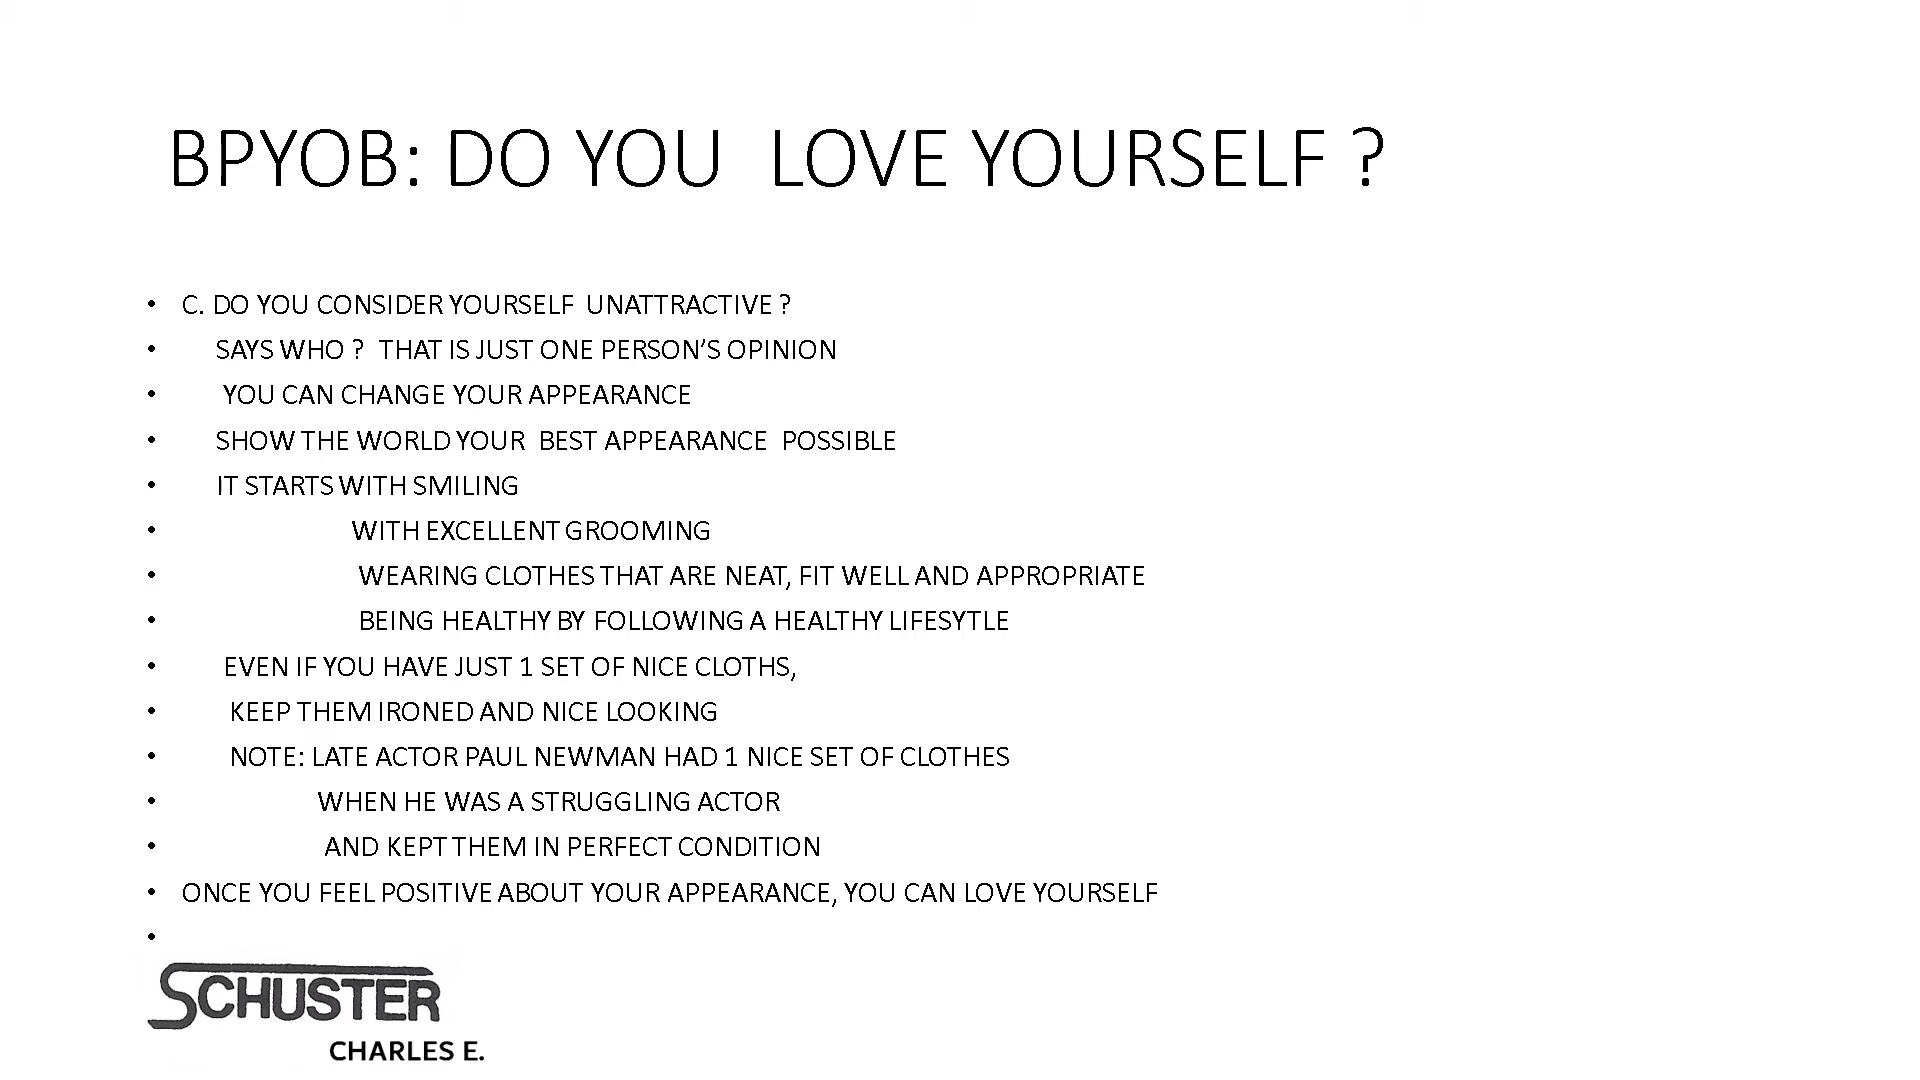 BPYOB: DO YOU LOVE YOURSELF ?
• C. DO YOU CONSIDER YOURSELF UNATTRACTIVE ?
• SAYS WHO ? THAT IS JUST ONE PERSON’S OPINION
• YOU CAN CHANGE YOUR APPEARANCE
• SHOW THE WORLD YOUR BEST APPEARANCE POSSIBLE
• IT STARTS WITH SMILING
• WITH EXCELLENT GROOMING
• WEARING CLOTHES THAT ARE NEAT, FIT WELL AND APPROPRIATE
• BEING HEALTHY BY FOLLOWING A HEALTHY LIFESYTLE
• EVEN IF YOU HAVE JUST 1 SET OF NICE CLOTHS,
• KEEP THEM IRONED AND NICE LOOKING
• NOTE: LATE ACTOR PAUL NEWMAN HAD 1 NICE SET OF CLOTHES
• WHEN HE WAS A STRUGGLING ACTOR
• AND KEPT THEM IN PERFECT CONDITION
• ONCE YOU FEEL POSITIVE ABOUT YOUR APPEARANCE, YOU CAN LOVE YOURSELF
•
SCHUSTER
CHARLES E.